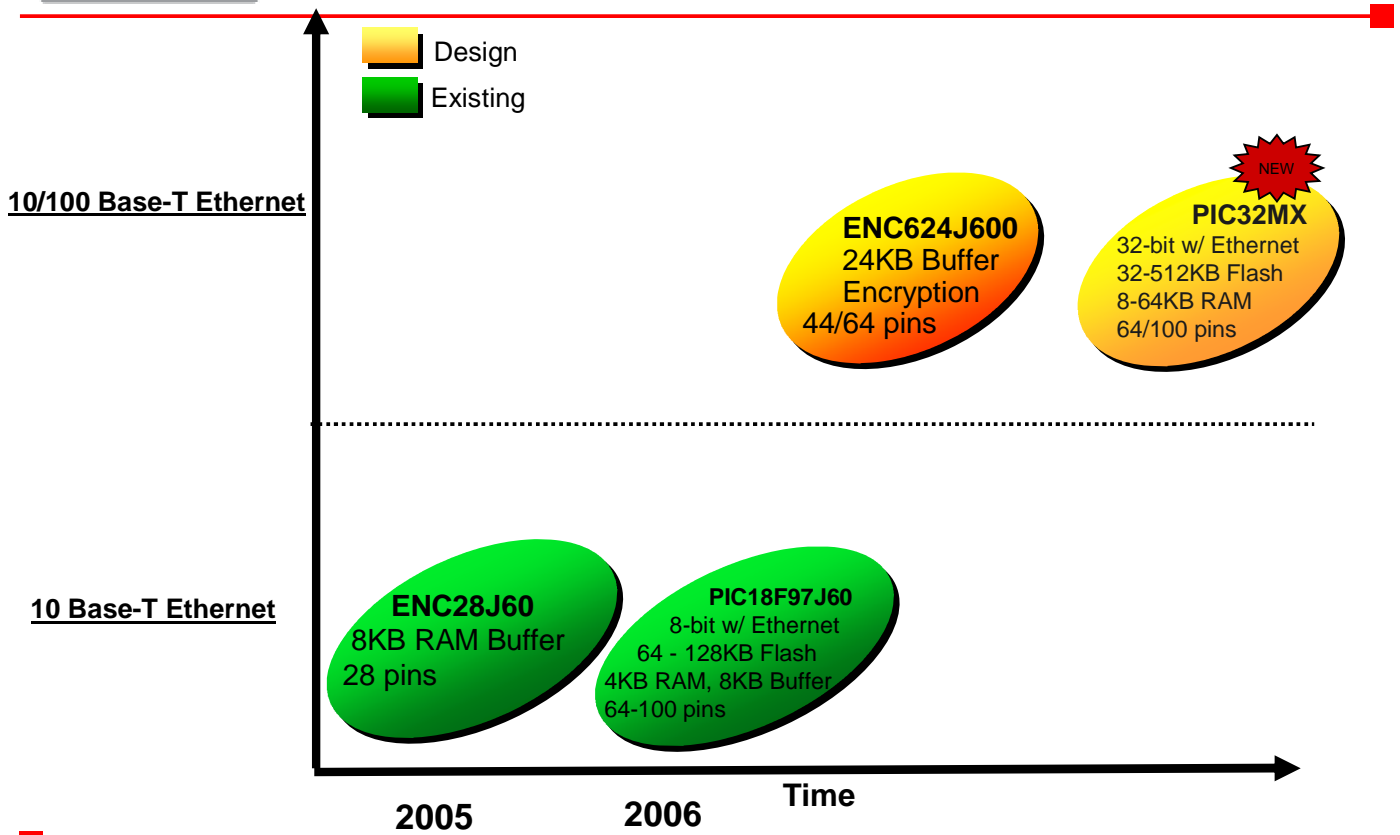 Design
Existing
10/100 Base-T Ethernet
ENC624J600
24KB Buffer
Encryption
44/64 pins
NEW
PIC32MX
32-bit w/ Ethernet
32-512KB Flash
8-64KB RAM
64/100 pins
10 Base-T Ethernet
ENC28J60
8KB RAM Buffer
28 pins
PIC18F97J60
8-bit w/ Ethernet
64 - 128KB Flash
4KB RAM, 8KB Buffer
64-100 pins
Time
2005
2006